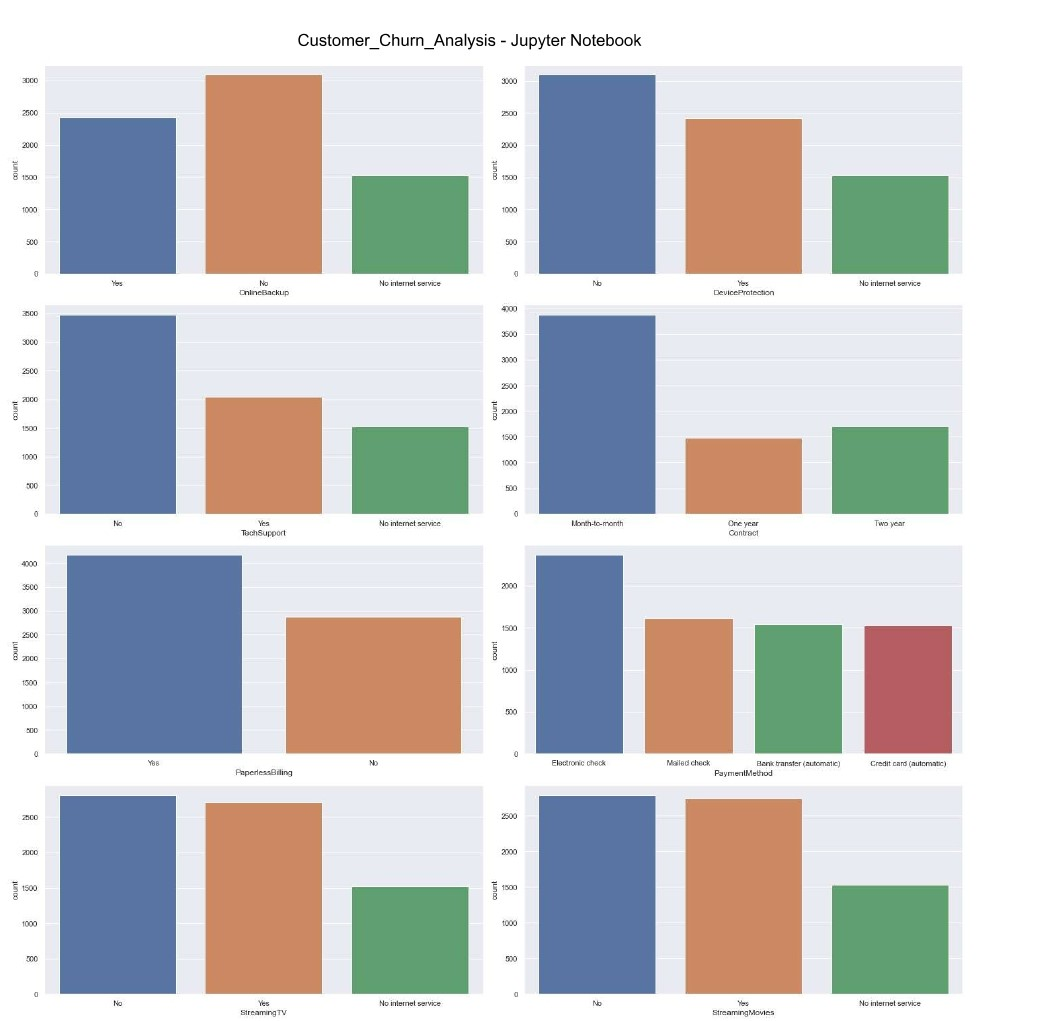 Customer_Churn_Analysis - Jupyter Notebook
3000
2500
2000
1500
1000
500
0
count
Yes
No
No internet service
OnlineBackup
3000
2500
2000
1500
1000
500
0
count
No
Yes
No internet service
DeviceProtection
3500
3000
2500
2000
1500
1000
500
0
count
No
Yes
No internet service
TechSupport
4000
3500
3000
2500
2000
1500
1000
500
0
count
Month-to-month
One year
Two year
Contract
4000
3500
3000
2500
2000
1500
1000
500
0
count
Yes
No
PaperlessBilling
2000
1500
1000
500
0
count
Electronic check
Mailed check
Bank transfer (automatic)
Credit card (automatic)
PaymentMethod
2500
2000
1500
1000
500
0
count
No
Yes
No internet service
StreamingTV
2500
2000
1500
1000
500
0
count
No
Yes
No internet service
StreamingMovies